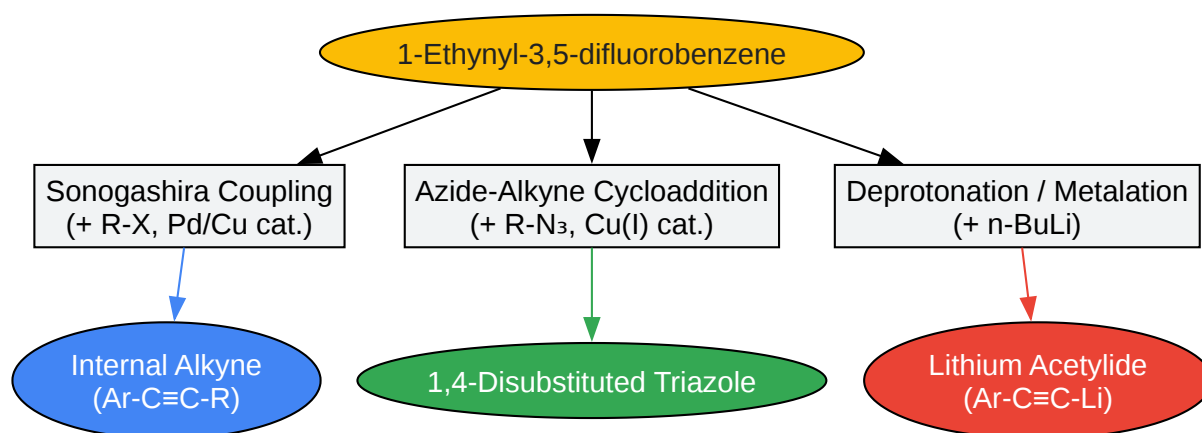 1-Ethynyl-3,5-difluorobenzene
Sonogashira Coupling
(+ R-X, Pd/Cu cat.)
Azide-Alkyne Cycloaddition
(+ R-N₃, Cu(I) cat.)
Deprotonation / Metalation
(+ n-BuLi)
Internal Alkyne
(Ar-C≡C-R)
1,4-Disubstituted Triazole
Lithium Acetylide
(Ar-C≡C-Li)